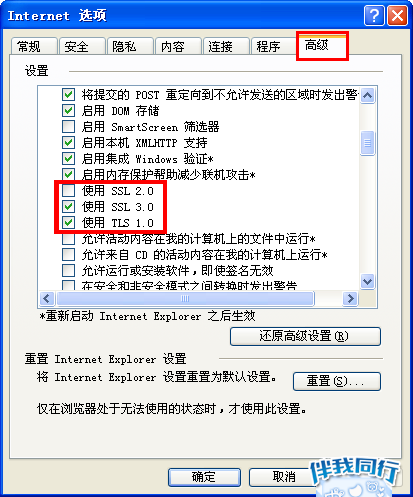 Internet 选项
常规 安全 隐私 内容 连接 程序 高级
设置
将提交的 POST 重定向到不允许发送的区域时发出警
启用 DOM 存储
启用 SmartScreen 筛选器
启用本机 XMLHTTP 支持
启用集成 Windows 验证*
启用内存保护帮助减少联机攻击*
使用 SSL 2.0
使用 SSL 3.0
使用 TLS 1.0
允许活动内容在我的计算机上的文件中运行*
允许来自 CD 的活动内容在我的计算机上运行*
允许运行或安装软件，即使签名无效
在安全和非安全模式之间转换时发出警告
*重新启动 Internet Explorer 之后生效
还原高级设置(R)
重置 Internet Explorer 设置
将 Internet Explorer 设置重置为默认设置。
重置(S)...
仅在浏览器处于无法使用的状态时，才使用此设置。
确定 取消
伴我同行